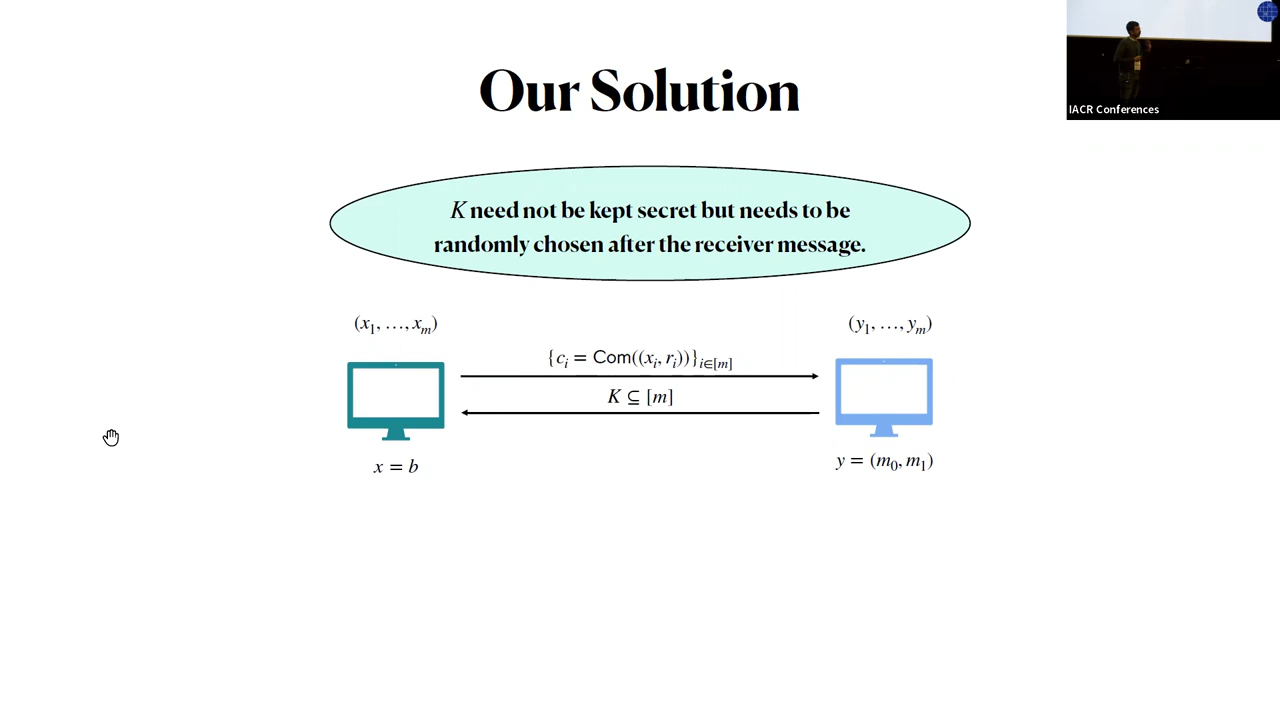 Our Solution
IACR Conferences
K need not be kept secret but needs to be
randomly chosen after the receiver message.
(x₁, …, xₘ)
(y₁, …, yₘ)
{cᵢ = Com((xᵢ, rᵢ))}ᵢ∈[m]
K ⊆ [m]
x = b
y = (m₀, m₁)